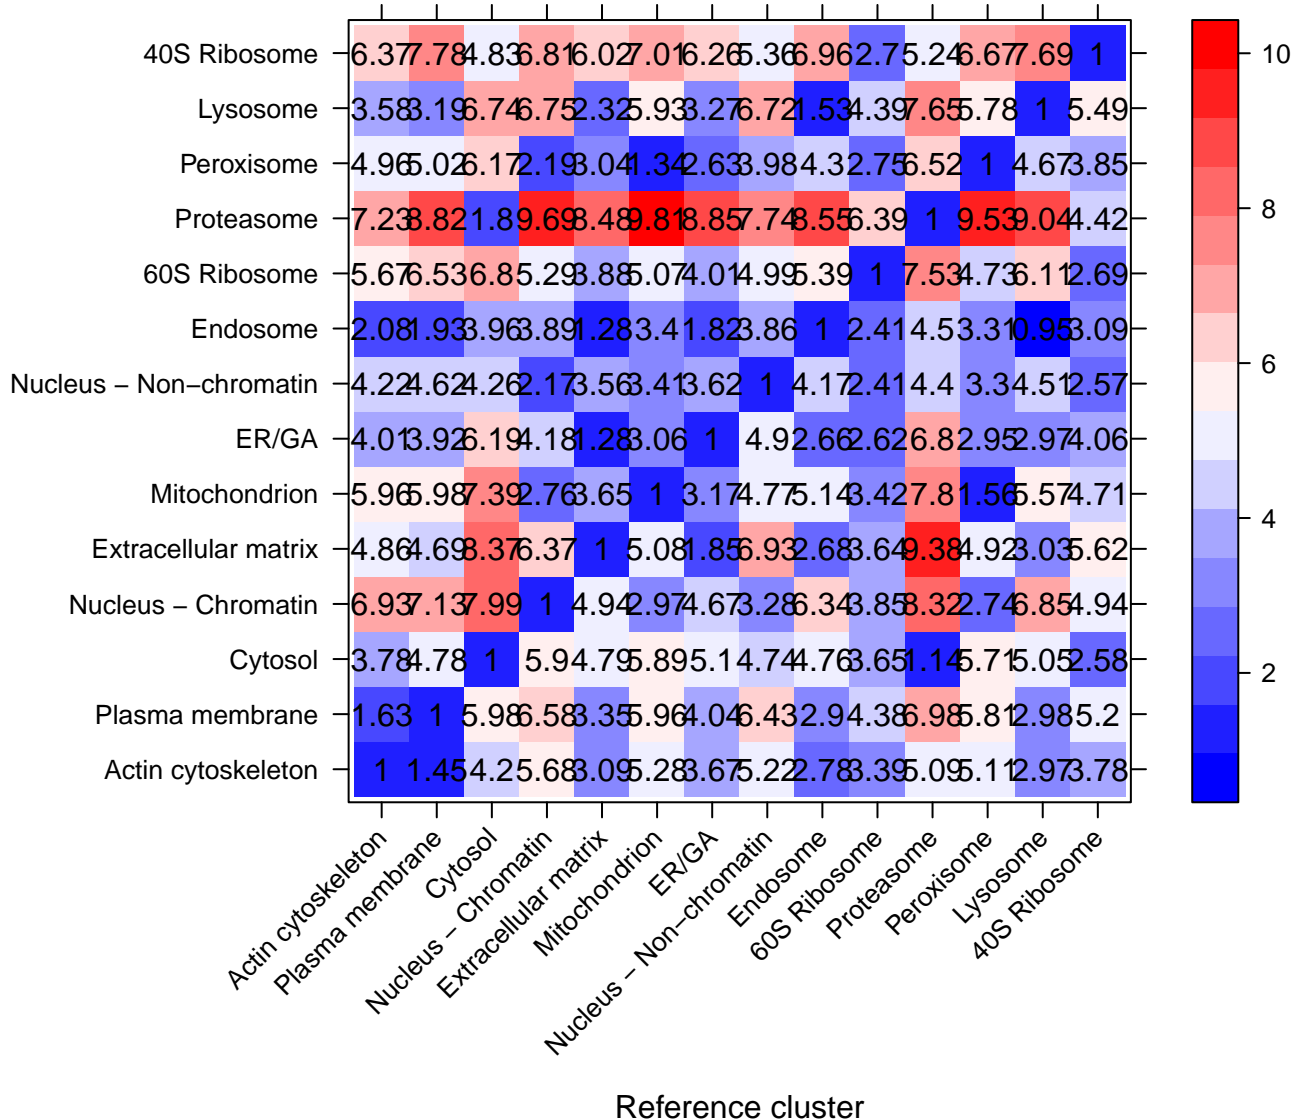 40S Ribosome 6.37 7.78 4.83 6.81 6.02 7.01 6.26 5.36 6.96 2.7 5.24 6.67 7.69 1 10
Lysosome 3.58 3.19 6.74 6.75 2.32 5.93 3.27 6.72 1.53 4.39 7.65 5.78 1 5.49
Peroxisome 4.96 5.02 6.17 2.19 3.04 1.34 2.63 3.98 4.3 2.75 6.52 1 4.67 3.85
Proteasome 7.23 8.82 1.8 9.69 8.48 9.81 8.85 7.74 8.55 6.39 1 9.53 9.04 4.42 8
60S Ribosome 5.67 6.53 6.8 5.29 3.88 5.07 4.01 4.99 5.39 1 7.53 4.73 6.11 2.69
Endosome 2.08 1.93 3.96 3.89 1.28 3.4 1.82 3.86 1 2.41 4.5 3.31 0.95 3.09
6
Nucleus − Non−chromatin 4.22 4.62 4.26 2.17 3.56 3.41 3.62 1 4.17 2.41 4.4 3.3 4.51 2.57
ER/GA 4.01 3.92 6.19 4.18 1.28 3.06 1 4.9 2.66 2.62 6.8 2.95 2.97 4.06
Mitochondrion 5.96 5.98 7.39 2.76 3.65 1 3.17 4.77 5.14 3.42 7.8 1.56 5.57 4.71
4
Extracellular matrix 4.86 4.69 8.37 6.37 1 5.08 1.85 6.93 2.68 3.64 9.38 4.92 3.03 5.62
Nucleus − Chromatin 6.93 7.13 7.99 1 4.94 2.97 4.67 3.28 6.34 3.85 8.32 2.74 6.85 4.94
Cytosol 3.78 4.78 1 5.9 4.79 5.89 5.1 4.74 4.76 3.65 1.14 5.71 5.05 2.58 2
Plasma membrane 1.63 1 5.98 6.58 3.35 5.96 4.04 6.43 2.9 4.38 6.98 5.81 2.98 5.2
Actin cytoskeleton 1 1.45 4.2 5.68 3.09 5.28 3.67 5.22 2.78 3.39 5.09 5.11 2.97 3.78
Actin cytoskeleton
Plasma membrane
Cytosol
Nucleus − Chromatin
Extracellular matrix
Mitochondrion
ER/GA
Nucleus − Non−chromatin
Endosome
60S Ribosome
Proteasome
Peroxisome
Lysosome
40S Ribosome
Reference cluster